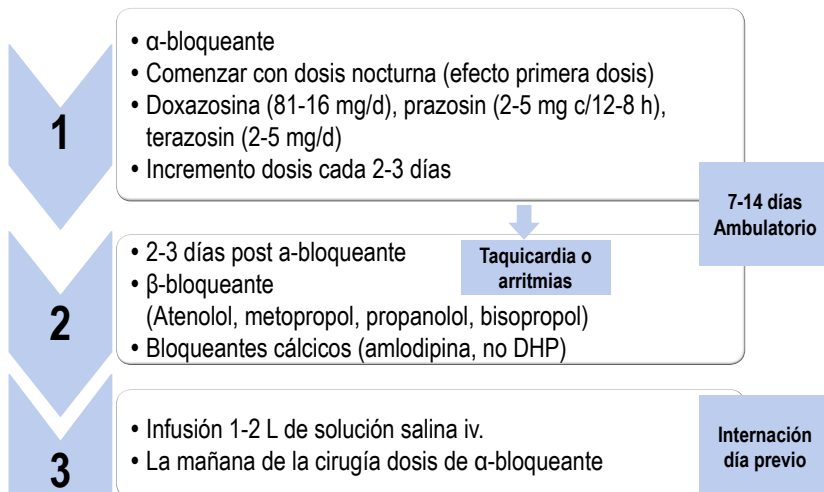 1
• α-bloqueante
• Comenzar con dosis nocturna (efecto primera dosis)
• Doxazosina (81-16 mg/d), prazosin (2-5 mg c/12-8 h),
terazosin (2-5 mg/d)
• Incremento dosis cada 2-3 días
7-14 días
Ambulatorio
2
• 2-3 días post a-bloqueante
Taquicardia o
arritmias
• β-bloqueante
(Atenolol, metopropol, propanolol, bisopropol)
• Bloqueantes cálcicos (amlodipina, no DHP)
3
• Infusión 1-2 L de solución salina iv.
• La mañana de la cirugía dosis de α-bloqueante
Internación
día previo